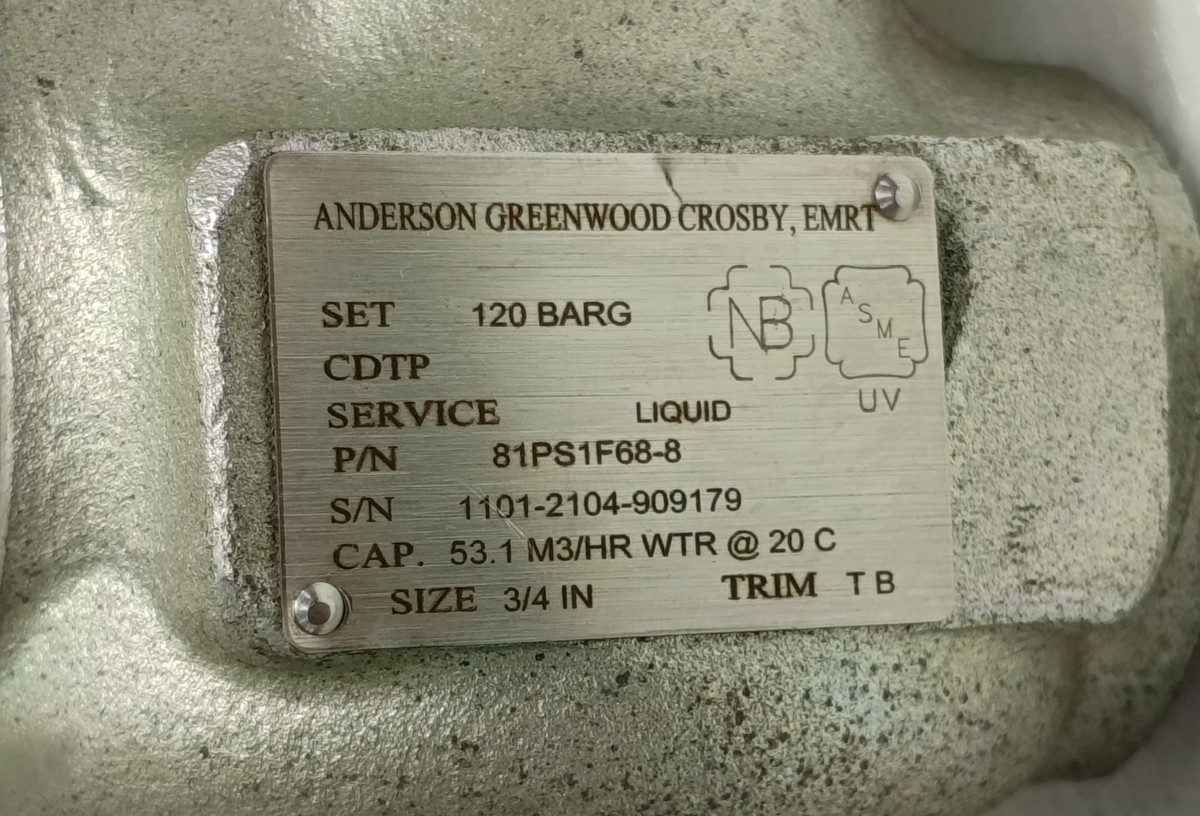 ANDERSON GREENWOOD CROSBY, EMRT
SET 120 BARG
NB
ASME
CDTP
UV
SERVICE LIQUID
P/N 81PS1F68-8
S/N 1101-2104-909179
CAP. 53.1 M3/HR WTR @ 20 C
SIZE 3/4 IN TRIM T B